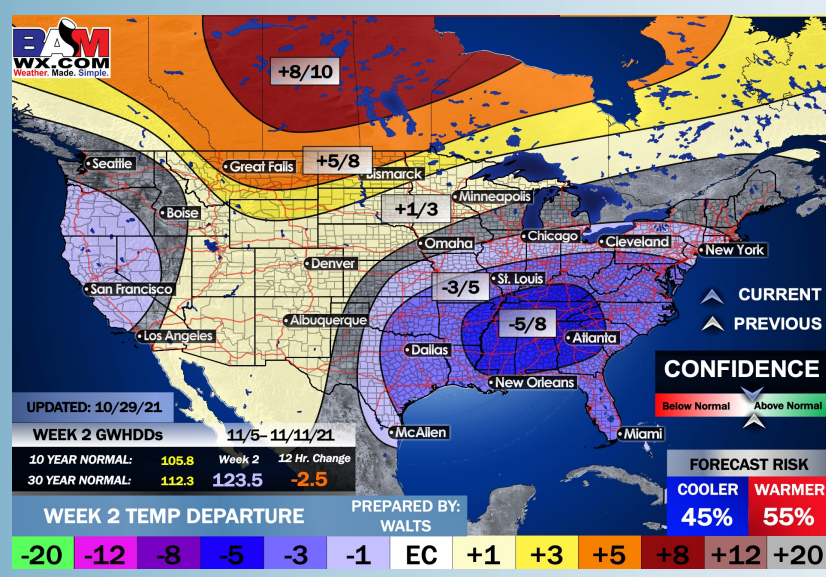 BAM
WX.COM
Weather. Made. Simple.
+8/10
Seattle
Great Falls
+5/8
Bismarck
Minneapolis
+1/3
Boise
Omaha
Chicago
Cleveland
New York
Denver
St. Louis
San Francisco
-3/5
Albuquerque
-5/8
Los Angeles
Atlanta
Dallas
New Orleans
McAllen
Miami
CURRENT
PREVIOUS
CONFIDENCE
Below Normal
Above Normal
UPDATED: 10/29/21
WEEK 2 GWHDDs 11/5– 11/11/21
10 YEAR NORMAL: 105.8 Week 2 12 Hr. Change
30 YEAR NORMAL: 112.3 123.5 -2.5
FORECAST RISK
COOLER WARMER
45% 55%
WEEK 2 TEMP DEPARTURE
PREPARED BY:
WALTS
-20 -12 -8 -5 -3 -1 EC +1 +3 +5 +8 +12 +20